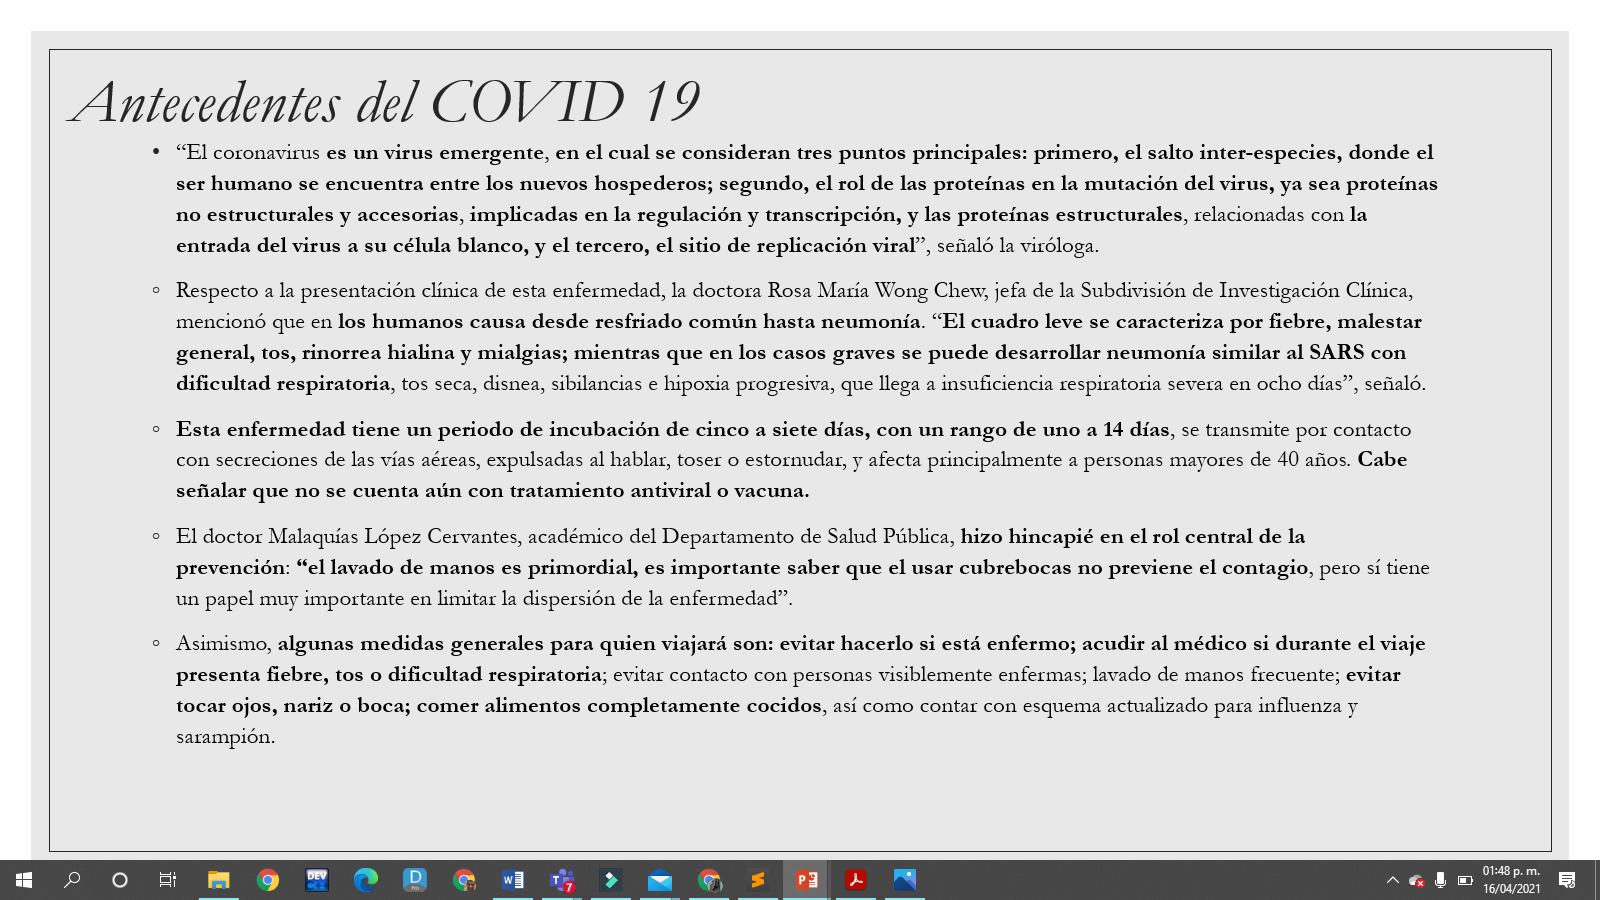 Antecedentes del COVID 19
• “El coronavirus es un virus emergente, en el cual se consideran tres puntos principales: primero, el salto inter-especies, donde el
ser humano se encuentra entre los nuevos hospederos; segundo, el rol de las proteínas en la mutación del virus, ya sea proteínas
no estructurales y accesorias, implicadas en la regulación y transcripción, y las proteínas estructurales, relacionadas con la
entrada del virus a su célula blanco, y el tercero, el sitio de replicación viral”, señaló la viróloga.
◦ Respecto a la presentación clínica de esta enfermedad, la doctora Rosa María Wong Chew, jefa de la Subdivisión de Investigación Clínica,
mencionó que en los humanos causa desde resfriado común hasta neumonía. “El cuadro leve se caracteriza por fiebre, malestar
general, tos, rinorrea hialina y mialgias; mientras que en los casos graves se puede desarrollar neumonía similar al SARS con
dificultad respiratoria, tos seca, disnea, sibilancias e hipoxia progresiva, que llega a insuficiencia respiratoria severa en ocho días”, señaló.
◦ Esta enfermedad tiene un periodo de incubación de cinco a siete días, con un rango de uno a 14 días, se transmite por contacto
con secreciones de las vías aéreas, expulsadas al hablar, toser o estornudar, y afecta principalmente a personas mayores de 40 años. Cabe
señalar que no se cuenta aún con tratamiento antiviral o vacuna.
◦ El doctor Malaquías López Cervantes, académico del Departamento de Salud Pública, hizo hincapié en el rol central de la
prevención: “el lavado de manos es primordial, es importante saber que el usar cubrebocas no previene el contagio, pero sí tiene
un papel muy importante en limitar la dispersión de la enfermedad”.
◦ Asimismo, algunas medidas generales para quien viajará son: evitar hacerlo si está enfermo; acudir al médico si durante el viaje
presenta fiebre, tos o dificultad respiratoria; evitar contacto con personas visiblemente enfermas; lavado de manos frecuente; evitar
tocar ojos, nariz o boca; comer alimentos completamente cocidos, así como contar con esquema actualizado para influenza y
sarampión.
DEV
D
Pro
W
T
7
P
01:48 p. m.
16/04/2021